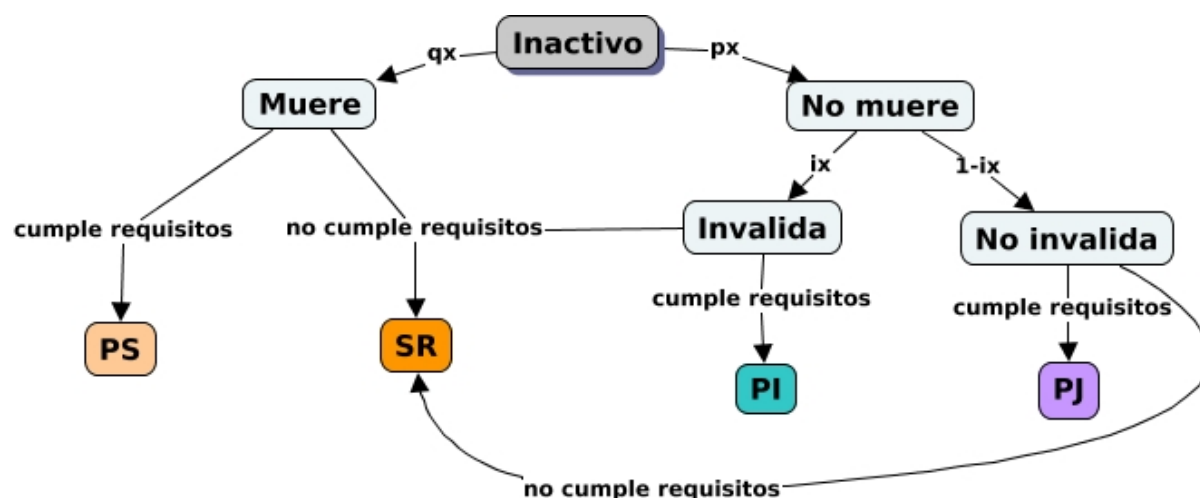 Inactivo
qx
px
Muere
No muere
ix
1-ix
cumple requisitos
no cumple requisitos
Invalida
No invalida
cumple requisitos
cumple requisitos
PS
SR
PI
PJ
no cumple requisitos